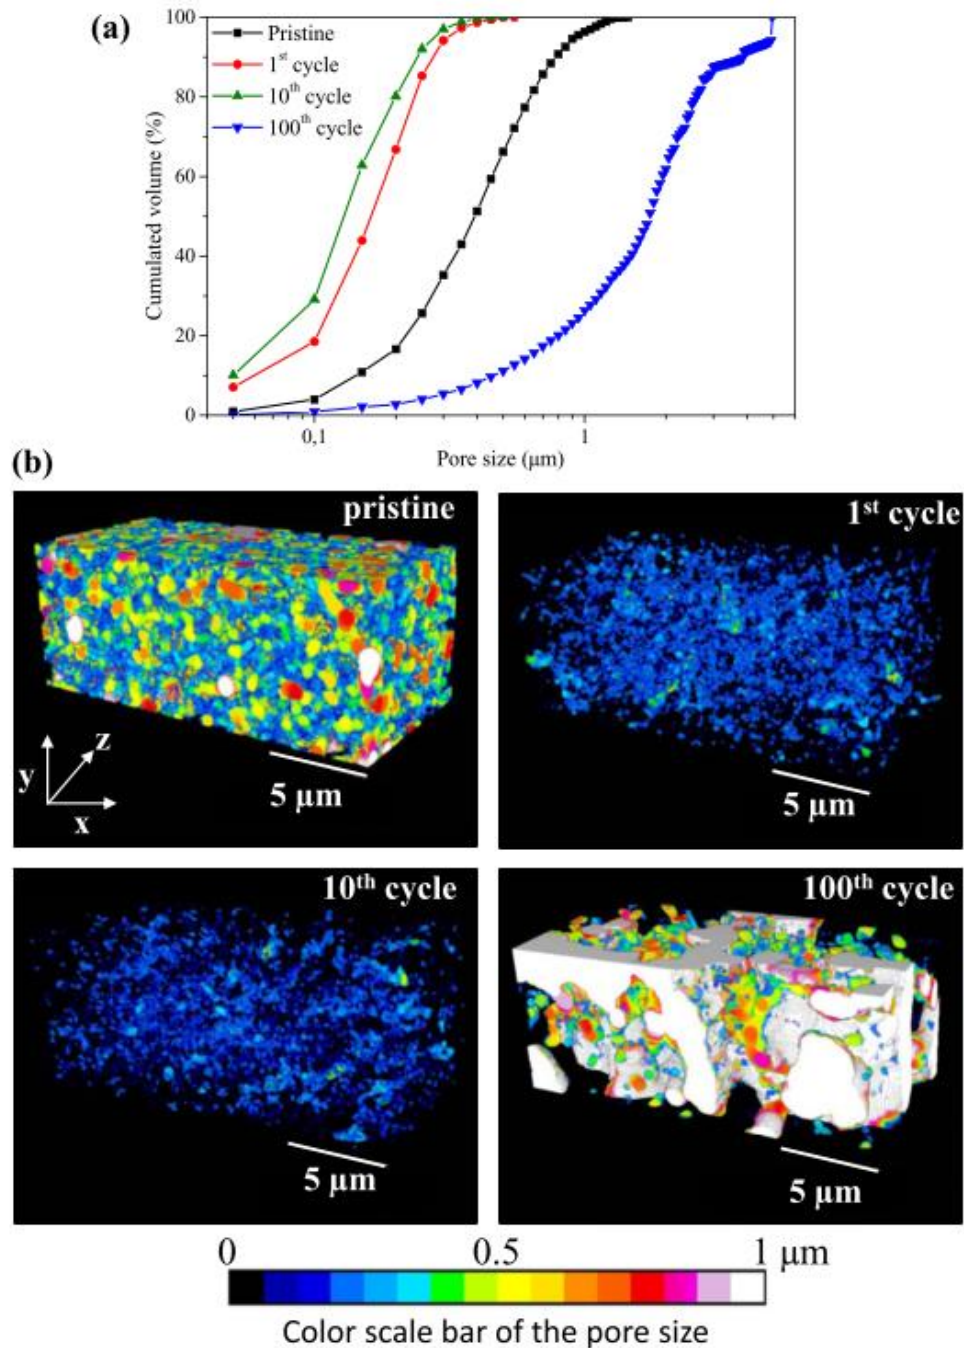 (a)
100
80
60
40
20
0
Cumulated volume (%)
Pristine
1st cycle
10th cycle
100th cycle
0,1
1
Pore size (μm)
(b)
pristine
y
z
x
5 μm
1st cycle
5 μm
10th cycle
5 μm
100th cycle
5 μm
0 0.5 1 μm
Color scale bar of the pore size